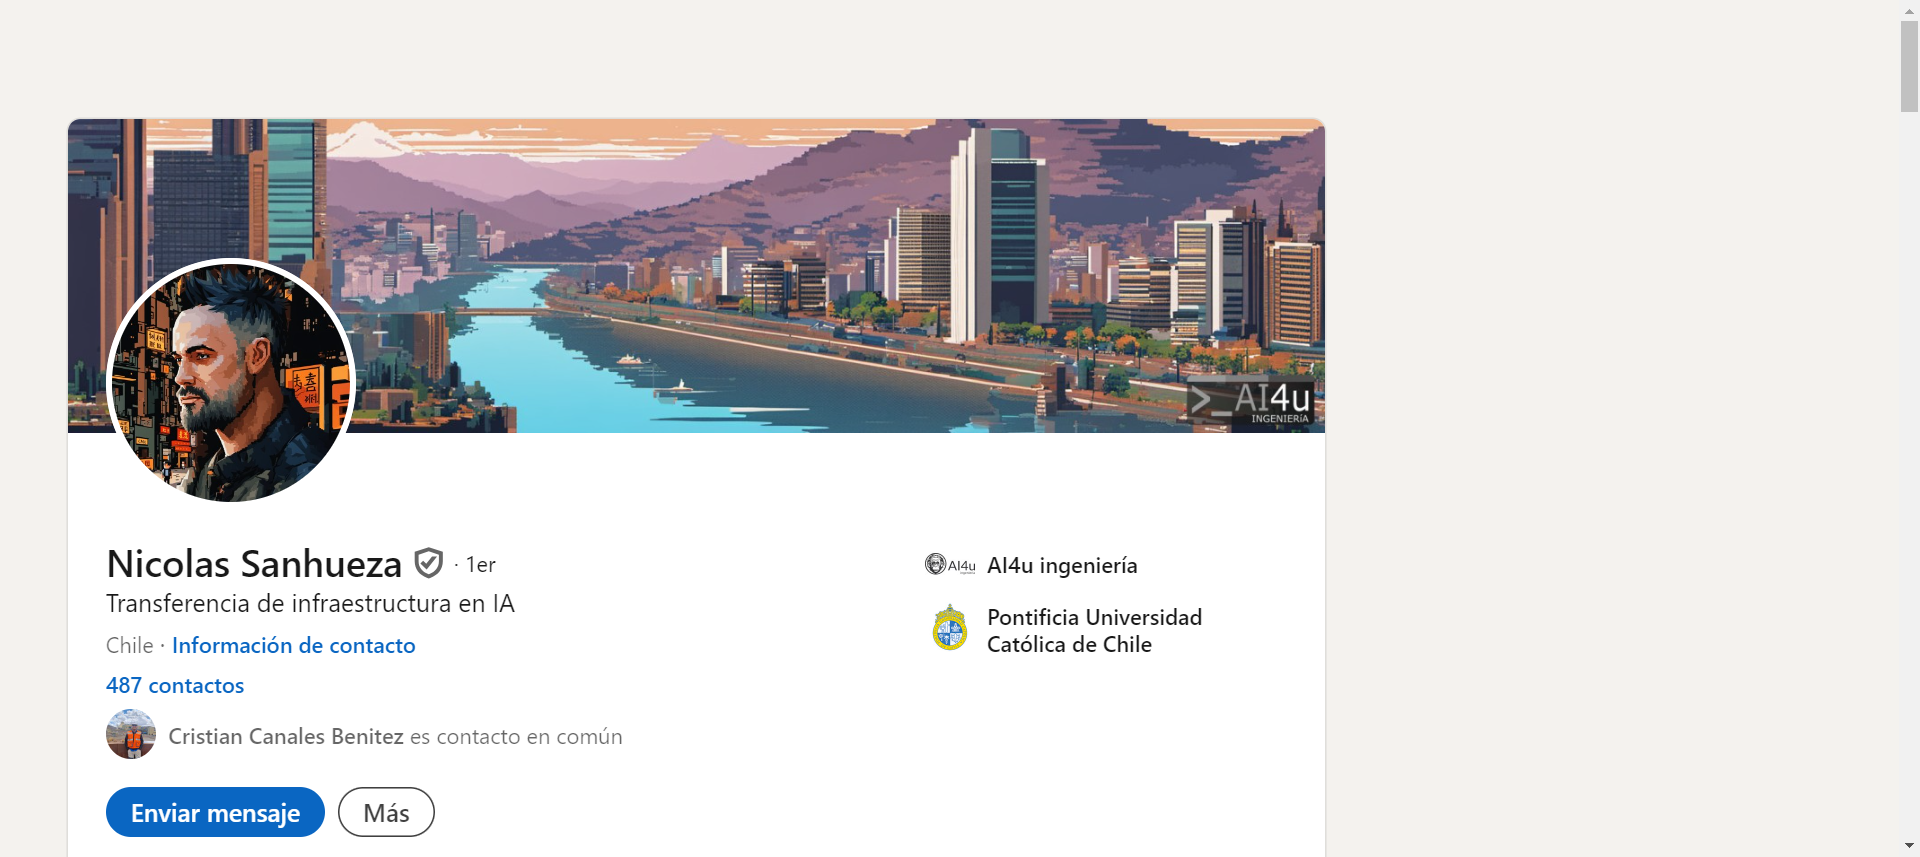 >_AI4u
INGENIERÍA
Nicolas Sanhueza · 1er
Transferencia de infraestructura en IA
Chile · Información de contacto
487 contactos
Cristian Canales Benitez es contacto en común
Enviar mensaje
Más
AI4u
AI4u ingeniería
Pontificia Universidad
Católica de Chile